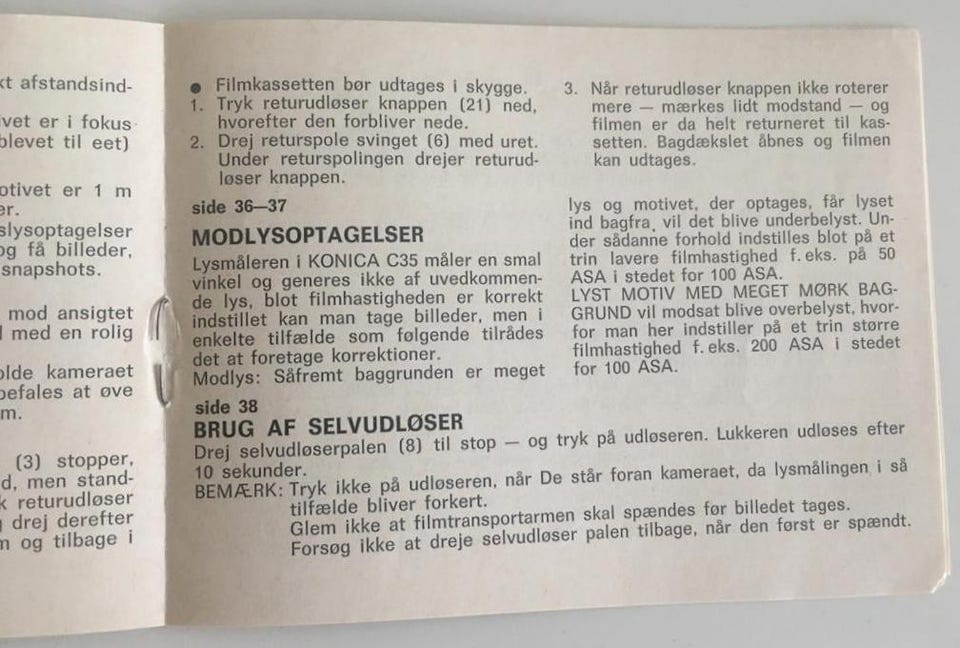 kt afstandsind-
vet er i fokus
blevet til eet)
otivet er 1 m
er.
slysoptagelser
og få billeder,
snapshots.
mod ansigtet
med en rolig
olde kameraet
befales at øve
m.
(3) stopper,
d, men stand-
k returudløser
drej derefter
m og tilbage i
● Filmkassetten bør udtages i skygge.
1. Tryk returudløser knappen (21) ned,
hvorefter den forbliver nede.
2. Drej returspole svinget (6) med uret.
Under returspolingen drejer returud-
løser knappen.
3. Når returudløser knappen ikke roterer
mere — mærkes lidt modstand — og
filmen er da helt returneret til kas-
setten. Bagdækslet åbnes og filmen
kan udtages.
side 36—37
MODLYSOPTAGELSER
Lysmåleren i KONICA C35 måler en smal
vinkel og generes ikke af uvedkommen-
de lys, blot filmhastigheden er korrekt
indstillet kan man tage billeder, men i
enkelte tilfælde som følgende tilrådes
det at foretage korrektioner.
Modlys: Såfremt baggrunden er meget
lys og motivet, der optages, får lyset
ind bagfra, vil det blive underbelyst. Un-
der sådanne forhold indstilles blot på et
trin lavere filmhastighed f.eks. på 50
ASA i stedet for 100 ASA.
LYST MOTIV MED MEGET MØRK BAG-
GRUND vil modsat blive overbelyst, hvor-
for man her indstiller på et trin større
filmhastighed f.eks. 200 ASA i stedet
for 100 ASA.
side 38
BRUG AF SELVUDLØSER
Drej selvudløserpalen (8) til stop — og tryk på udløseren. Lukkeren udløses efter
10 sekunder.
BEMÆRK: Tryk ikke på udløseren, når De står foran kameraet, da lysmålingen i så
tilfælde bliver forkert.
Glem ikke at filmtransportarmen skal spændes før billedet tages.
Forsøg ikke at dreje selvudløser palen tilbage, når den først er spændt.